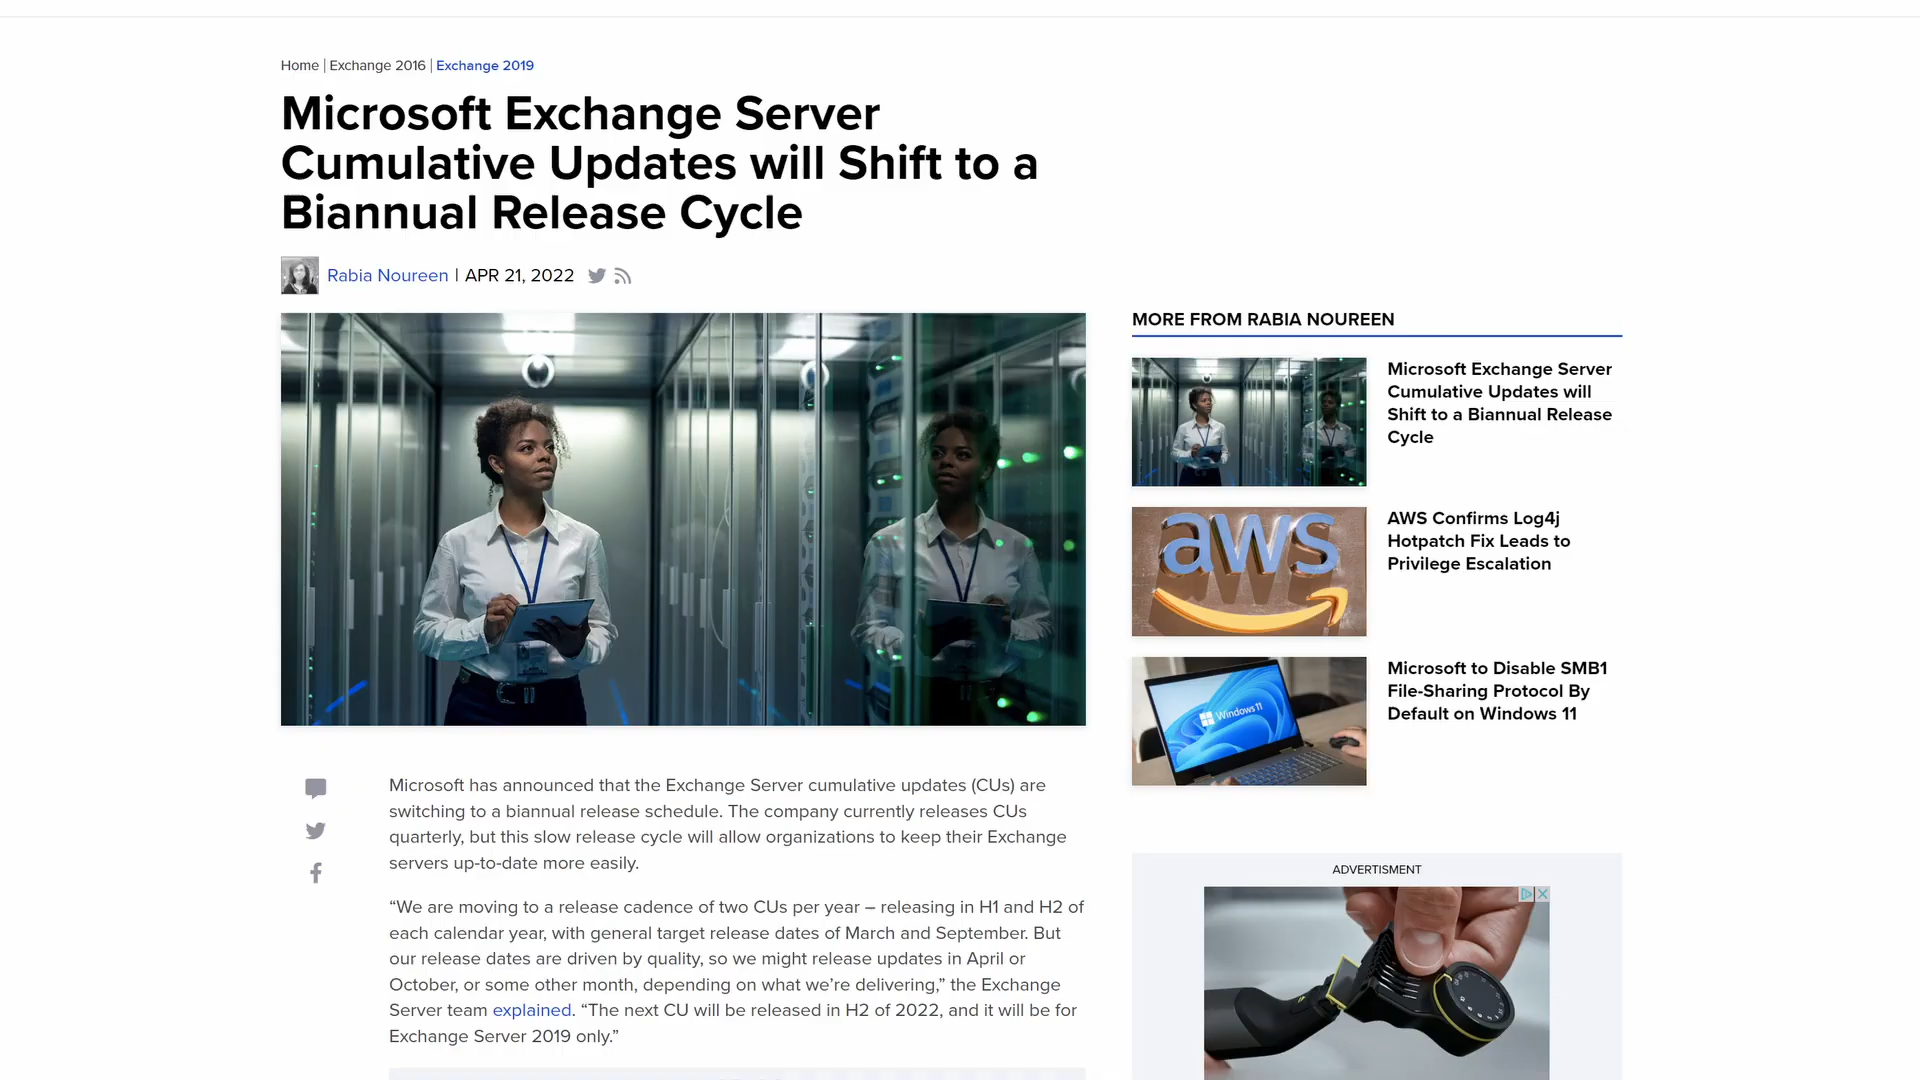 Home | Exchange 2016 | Exchange 2019
Microsoft Exchange Server
Cumulative Updates will Shift to a
Biannual Release Cycle
Rabia Noureen | APR 21, 2022
MORE FROM RABIA NOUREEN
Microsoft Exchange Server
Cumulative Updates will
Shift to a Biannual Release
Cycle
aws
AWS Confirms Log4j
Hotpatch Fix Leads to
Privilege Escalation
Windows 11
Microsoft to Disable SMB1
File-Sharing Protocol By
Default on Windows 11
Microsoft has announced that the Exchange Server cumulative updates (CUs) are
switching to a biannual release schedule. The company currently releases CUs
quarterly, but this slow release cycle will allow organizations to keep their Exchange
servers up-to-date more easily.
“We are moving to a release cadence of two CUs per year – releasing in H1 and H2 of
each calendar year, with general target release dates of March and September. But
our release dates are driven by quality, so we might release updates in April or
October, or some other month, depending on what we’re delivering,” the Exchange
Server team explained. “The next CU will be released in H2 of 2022, and it will be for
Exchange Server 2019 only.”
ADVERTISMENT